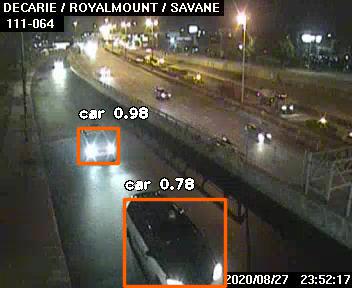 DECARIE / ROYALMOUNT / SAVANE
111-064
car 0.98
car 0.78
2020/08/27 23:52:17